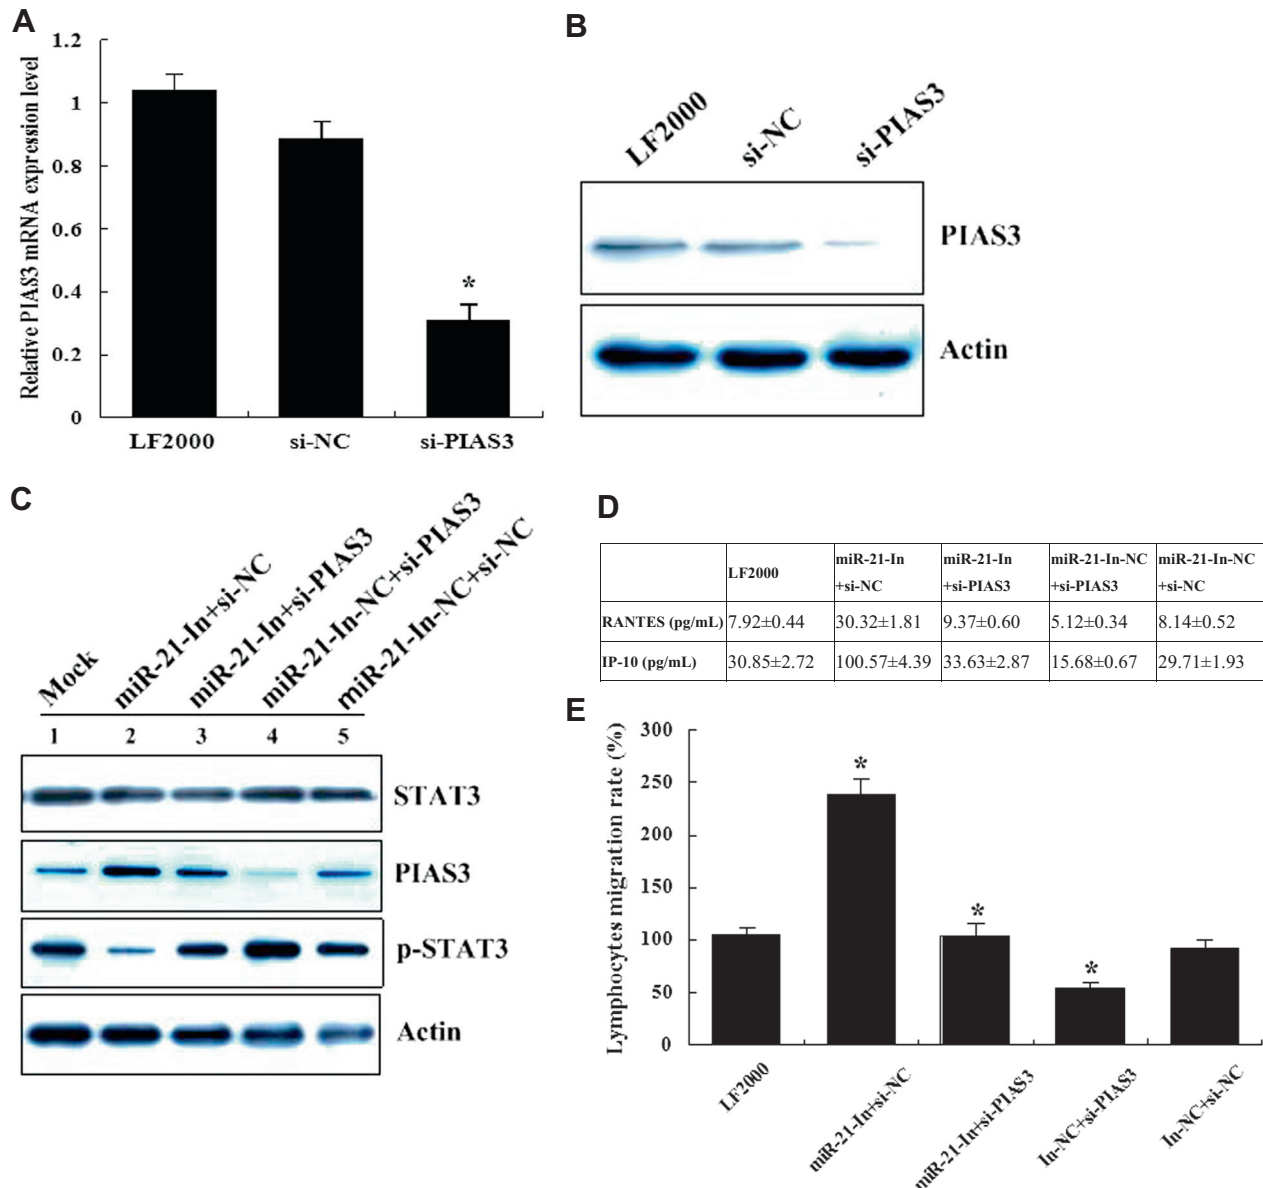 A
Relative PIAS3 mRNA expression level
1.2
1
0.8
0.6
0.4
0.2
0
*
LF2000
si-NC
si-PIAS3
B
LF2000
si-NC
si-PIAS3
PIAS3
Actin
C
Mock
miR-21-In+si-NC
miR-21-In+si-PIAS3
miR-21-In-NC+si-PIAS3
miR-21-In-NC+si-NC
1 2 3 4 5
STAT3
PIAS3
p-STAT3
Actin
D
LF2000 miR-21-In miR-21-In miR-21-In-NC miR-21-In-NC
+si-NC +si-PIAS3 +si-PIAS3 +si-NC
RANTES (pg/mL) 7.92±0.44 30.32±1.81 9.37±0.60 5.12±0.34 8.14±0.52
IP-10 (pg/mL) 30.85±2.72 100.57±4.39 33.63±2.87 15.68±0.67 29.71±1.93
E
Lymphocytes migration rate (%)
300
250
200
150
100
50
0
*
*
*
LF2000
miR-21-In+si-NC
miR-21-In+si-PIAS3
In-NC+si-PIAS3
In-NC+si-NC